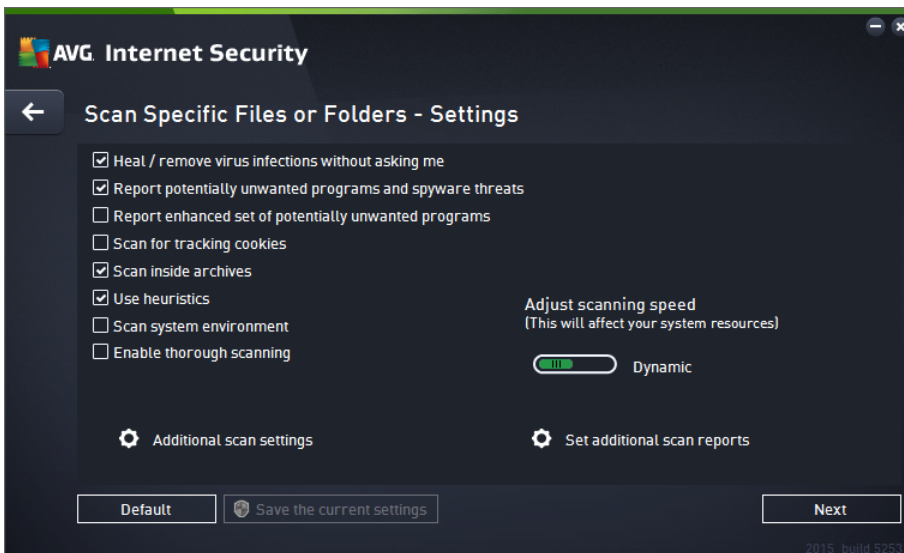 AVG. Internet Security
Scan Specific Files or Folders - Settings
Heal / remove virus infections without asking me
Report potentially unwanted programs and spyware threats
Report enhanced set of potentially unwanted programs
Scan for tracking cookies
Scan inside archives
Use heuristics
Scan system environment
Enable thorough scanning
Adjust scanning speed
(This will affect your system resources)
Dynamic
Additional scan settings
Set additional scan reports
Default
Save the current settings
Next
2015 build 5253